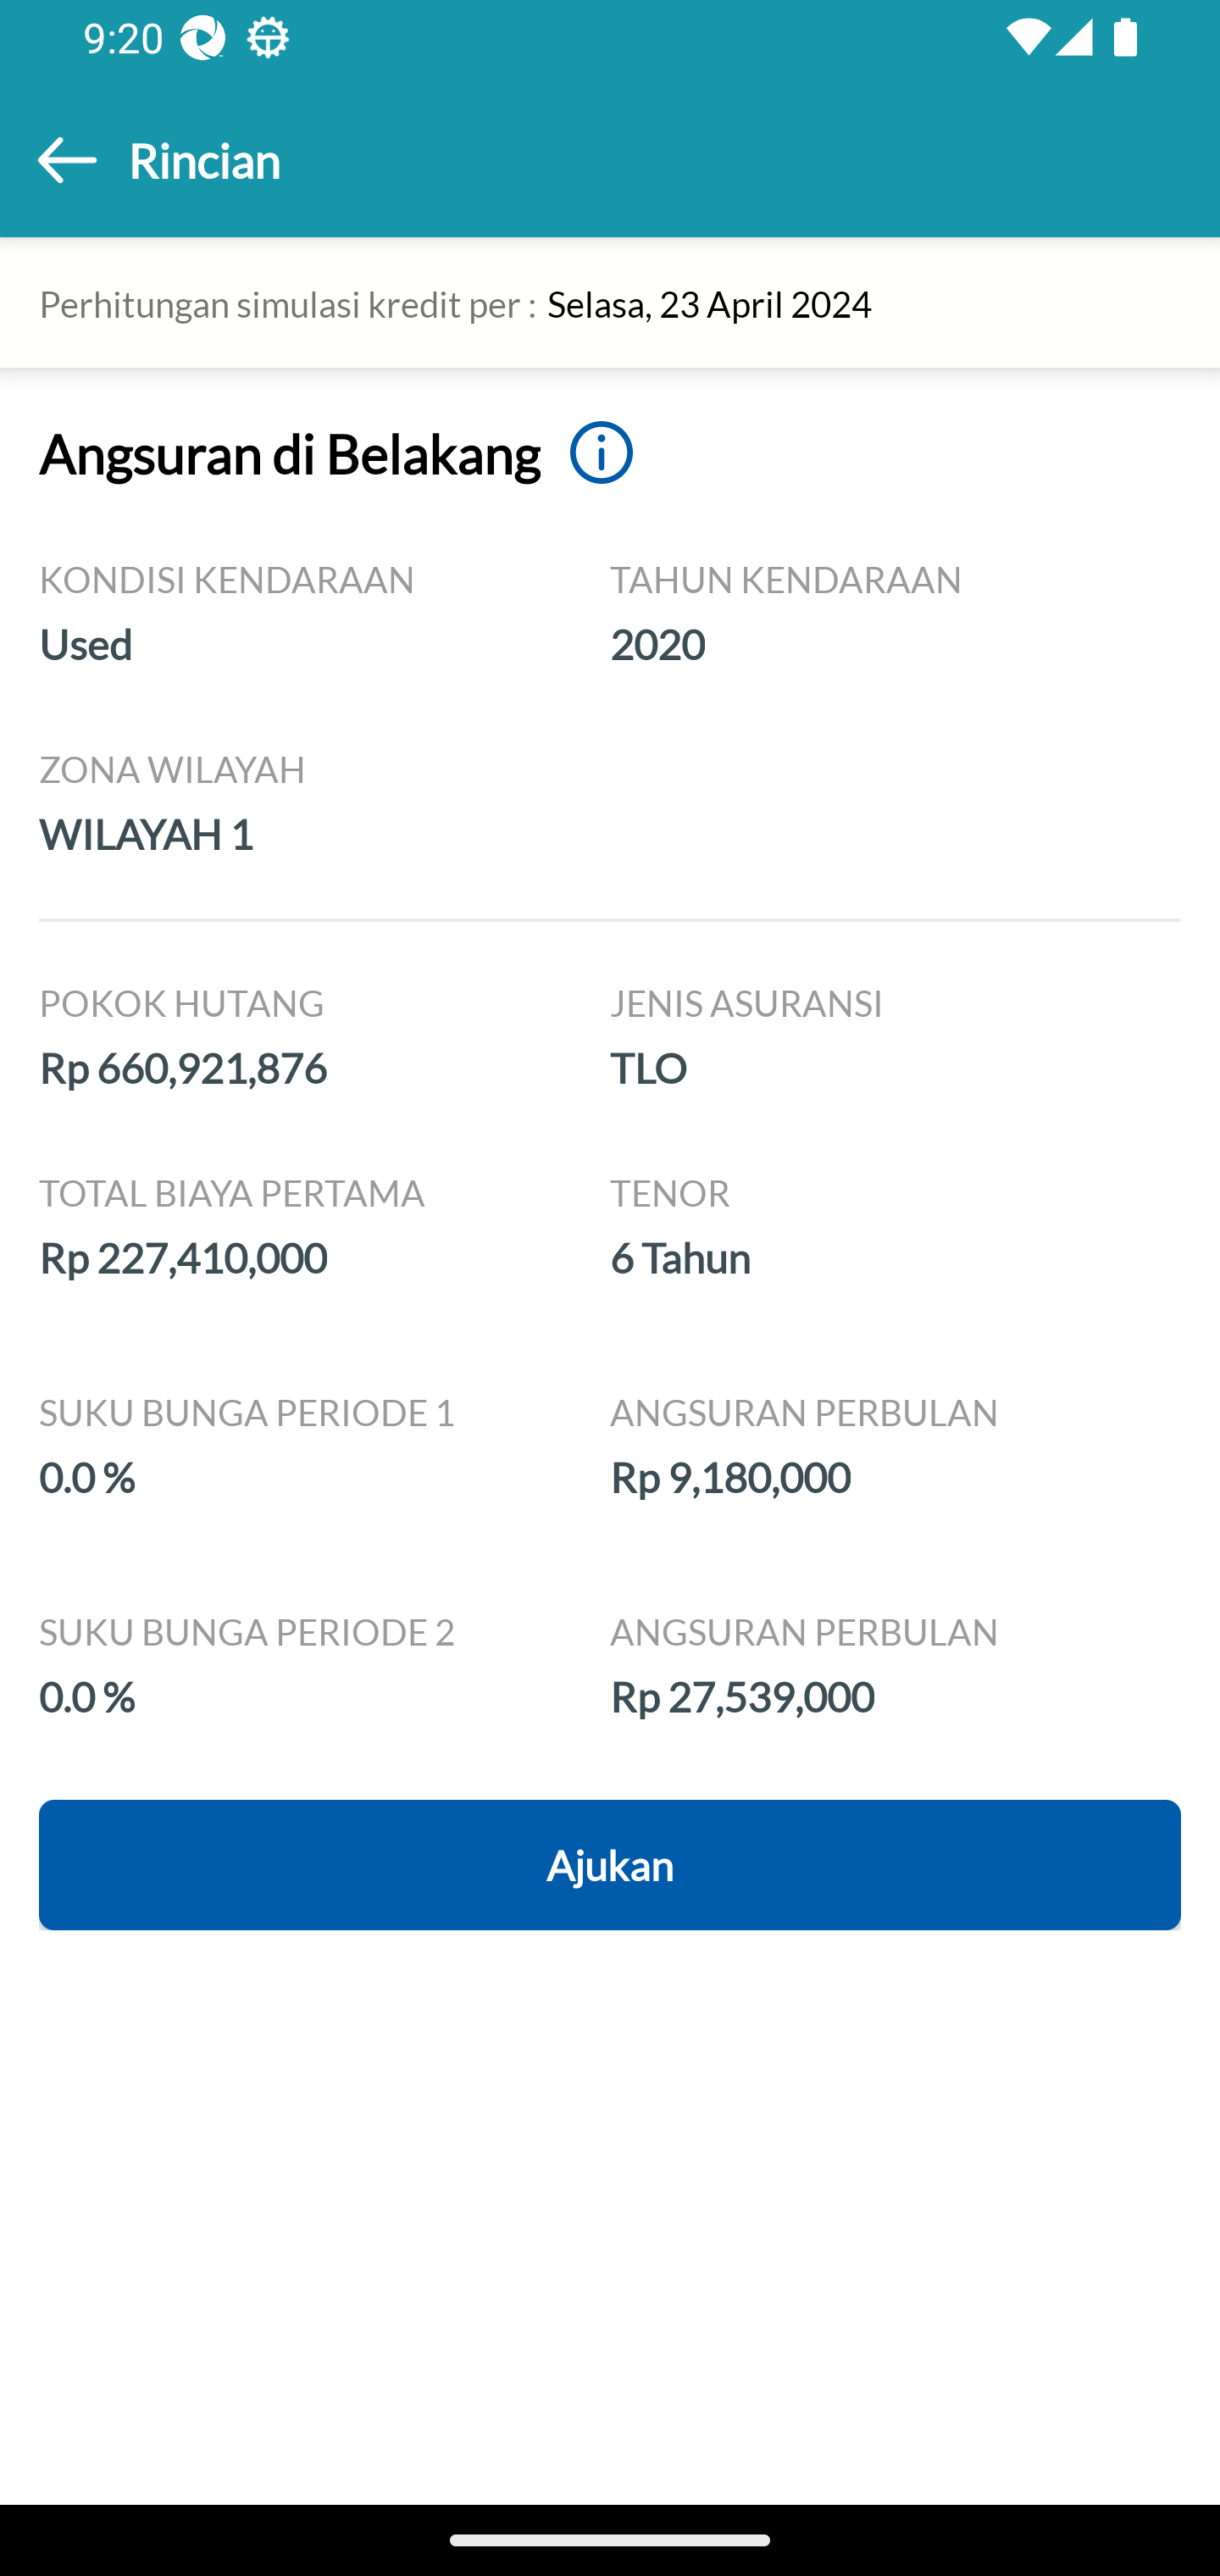 9:20
Rincian
Perhitungan simulasi kredit per : Selasa, 23 April 2024
Angsuran di Belakang
KONDISI KENDARAAN
Used
TAHUN KENDARAAN
2020
ZONA WILAYAH
WILAYAH 1
POKOK HUTANG
Rp 660,921,876
JENIS ASURANSI
TLO
TOTAL BIAYA PERTAMA
Rp 227,410,000
TENOR
6 Tahun
SUKU BUNGA PERIODE 1
0.0 %
ANGSURAN PERBULAN
Rp 9,180,000
SUKU BUNGA PERIODE 2
0.0 %
ANGSURAN PERBULAN
Rp 27,539,000
Ajukan